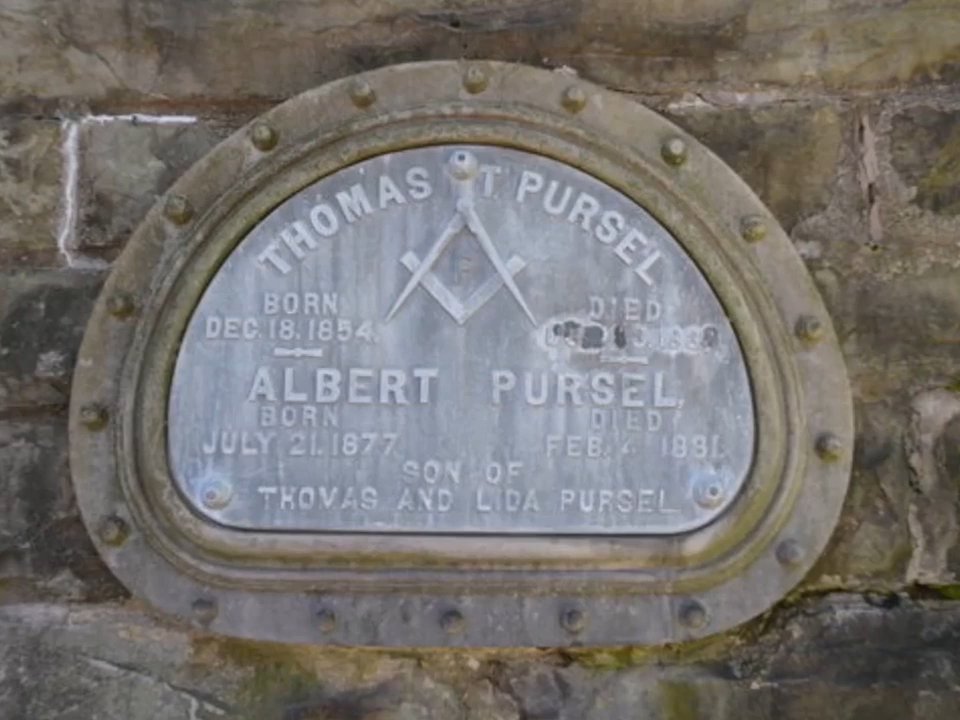 THOMAS T PURSEL
BORN
DEC. 18. 1854.
DIED
ALBERT PURSEL,
BORN
JULY 21. 1877
DIED
FEB. 4 1881.
SON OF
THOMAS AND LIDA PURSEL